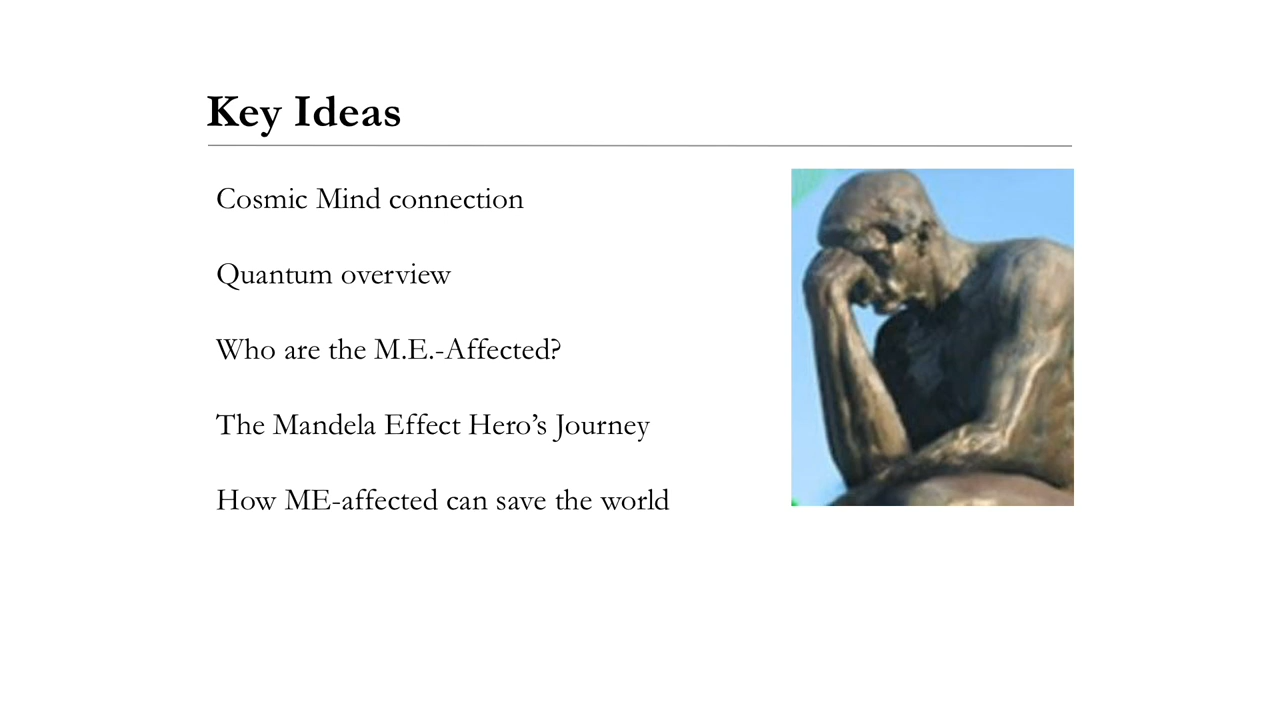 Key Ideas
Cosmic Mind connection
Quantum overview
Who are the M.E.-Affected?
The Mandela Effect Hero’s Journey
How ME-affected can save the world